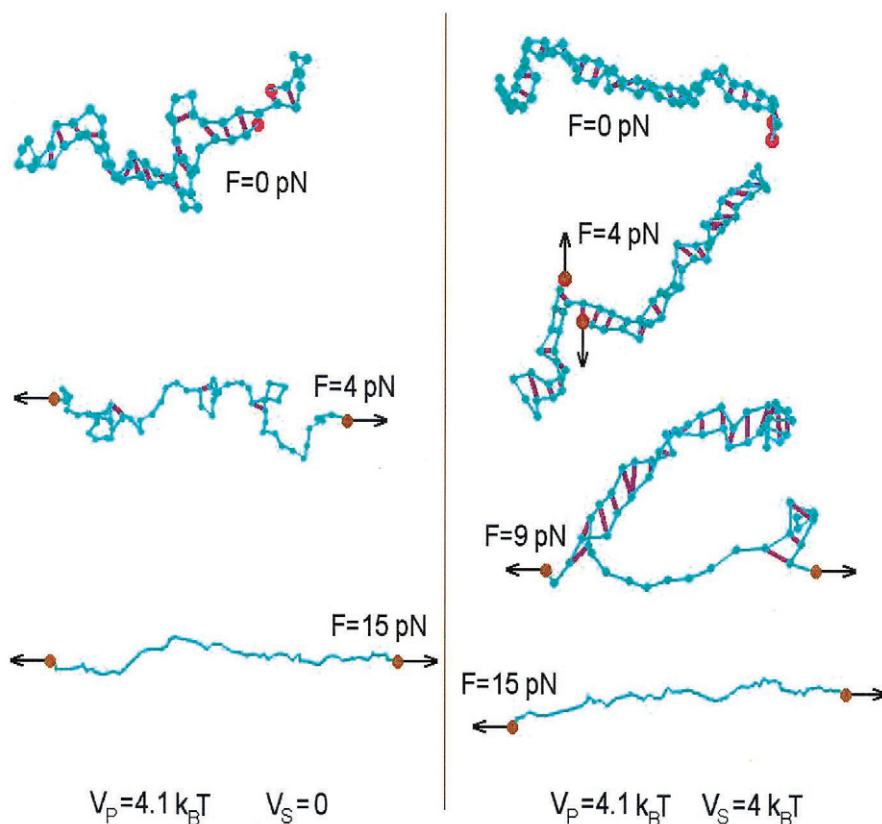 F=0 pN
F=4 pN
F=15 pN
V_P=4.1 k_BT V_S=0
F=0 pN
F=4 pN
F=9 pN
F=15 pN
V_P=4.1 k_BT V_S=4 k_BT